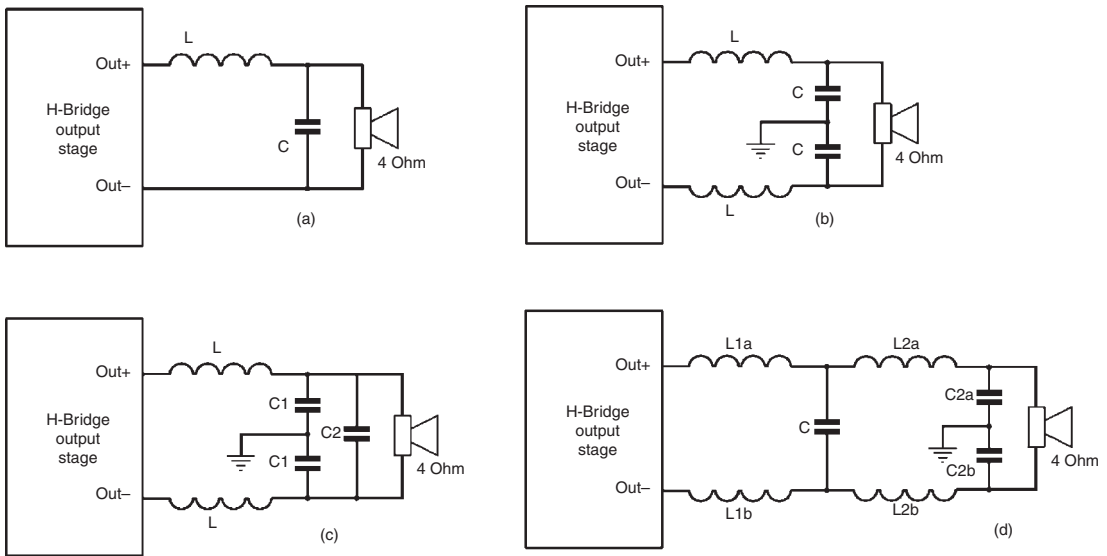 L
Out+
H-Bridge
output
stage
C
4 Ohm
Out–
(a)
L
Out+
C
H-Bridge
output
stage
C
4 Ohm
Out–
L
(b)
L
Out+
C1
H-Bridge
output
stage
C2
C1
4 Ohm
Out–
L
(c)
L1a
L2a
Out+
C2a
H-Bridge
output
stage
C
C2b
4 Ohm
Out–
L1b
L2b
(d)